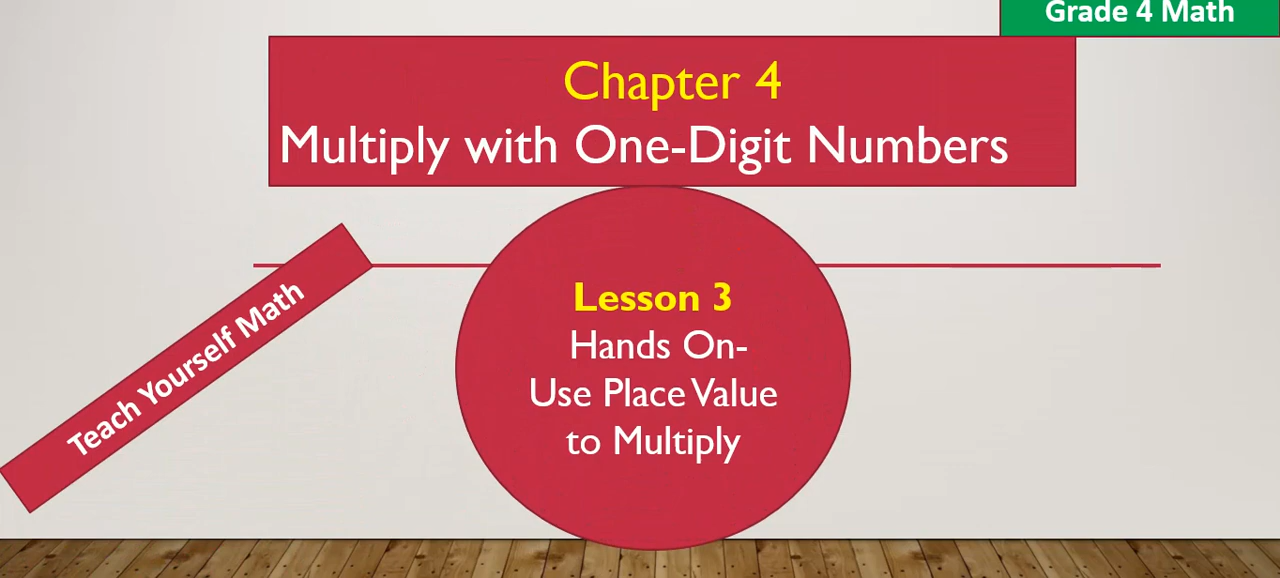 Grade 4 Math
Chapter 4
Multiply with One-Digit Numbers
Teach Yourself Math
Lesson 3
Hands On-
Use Place Value
to Multiply